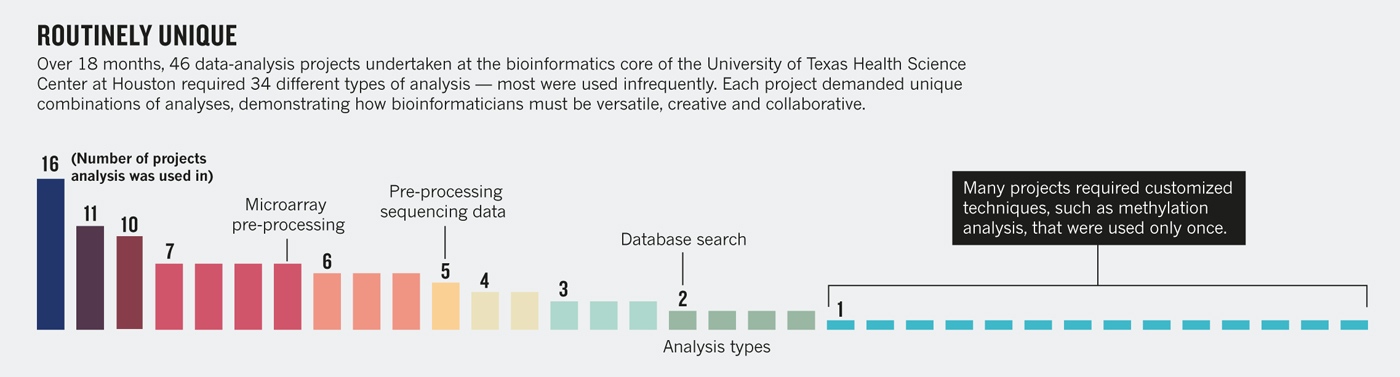 ROUTINELY UNIQUE
Over 18 months, 46 data-analysis projects undertaken at the bioinformatics core of the University of Texas Health Science
Center at Houston required 34 different types of analysis — most were used infrequently. Each project demanded unique
combinations of analyses, demonstrating how bioinformaticians must be versatile, creative and collaborative.
16
(Number of projects
analysis was used in)
11
10
7
Microarray
pre-processing
6
Pre-processing
sequencing data
5
4
3
Database search
2
Many projects required customized
techniques, such as methylation
analysis, that were used only once.
1
Analysis types